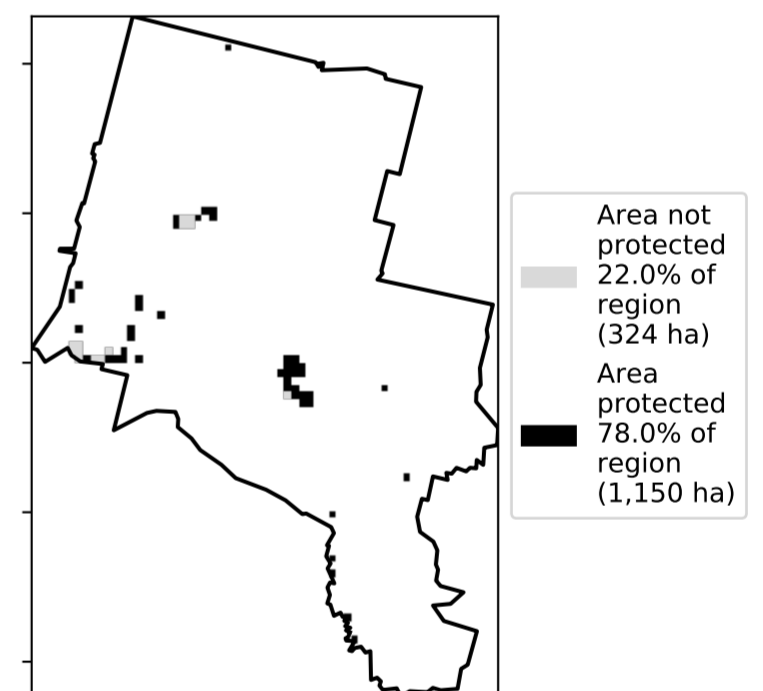 Area not
protected
22.0% of
region
(324 ha)
Area
protected
78.0% of
region
(1,150 ha)